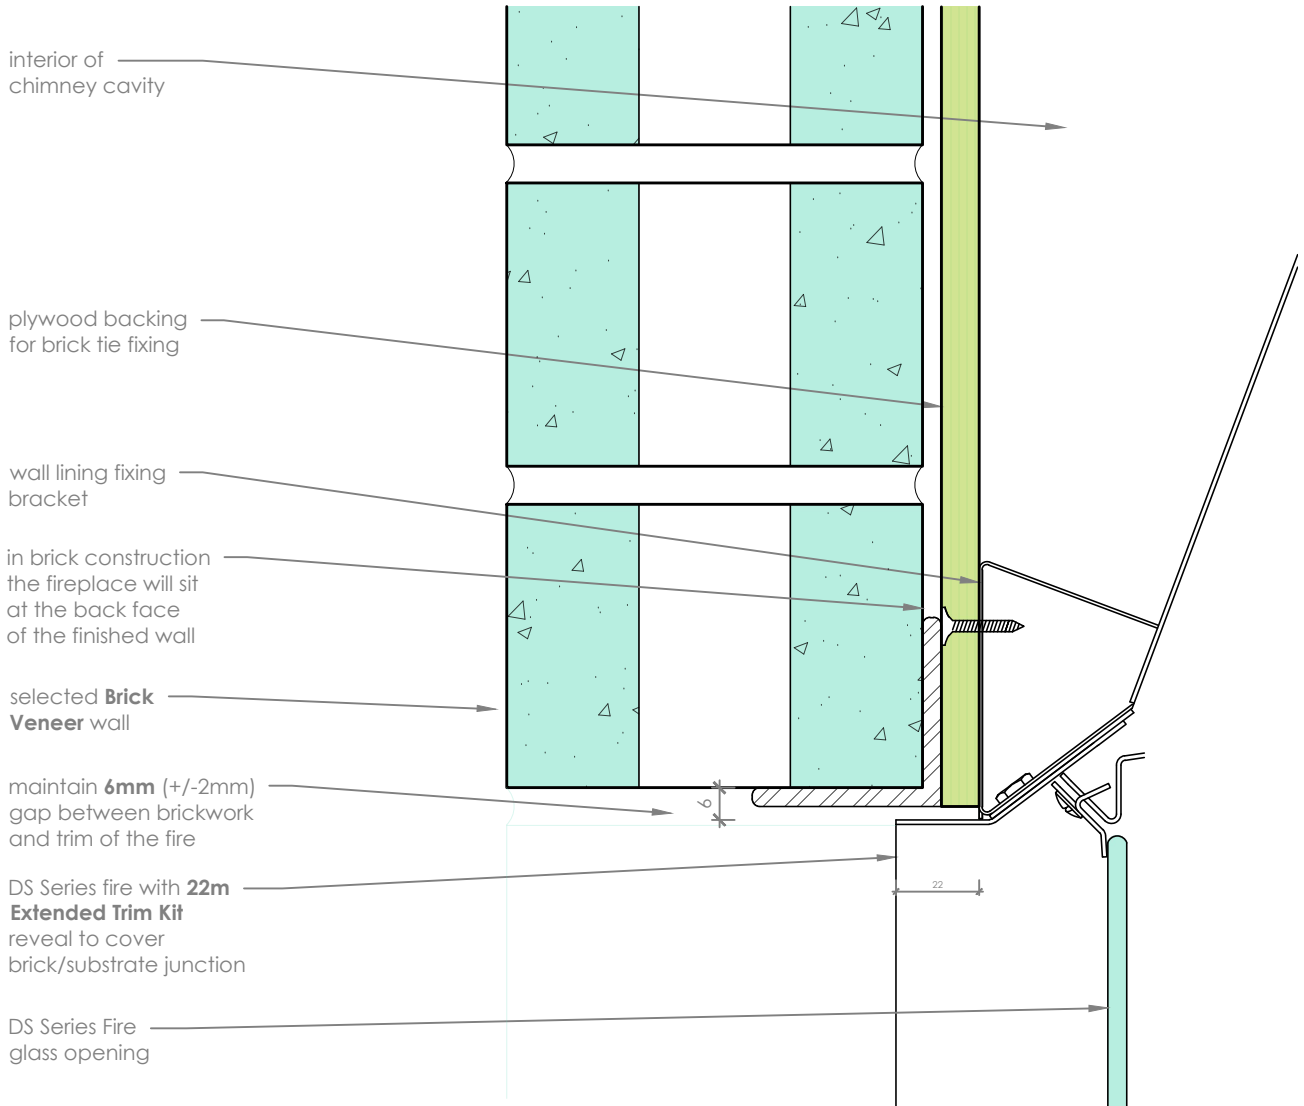 interior of
chimney cavity
plywood backing
for brick tie fixing
wall lining fixing
bracket
in brick construction
the fireplace will sit
at the back face
of the finished wall
selected Brick
Veneer wall
maintain 6mm (+/-2mm)
gap between brickwork
and trim of the fire
6
DS Series fire with 22m
Extended Trim Kit
reveal to cover
brick/substrate junction
22
DS Series Fire
glass opening